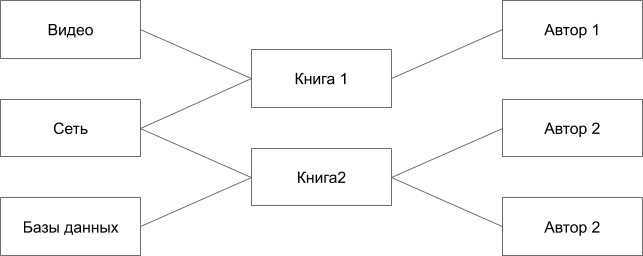 Видео
Автор 1
Книга 1
Сеть
Автор 2
Книга2
Базы данных
Автор 2